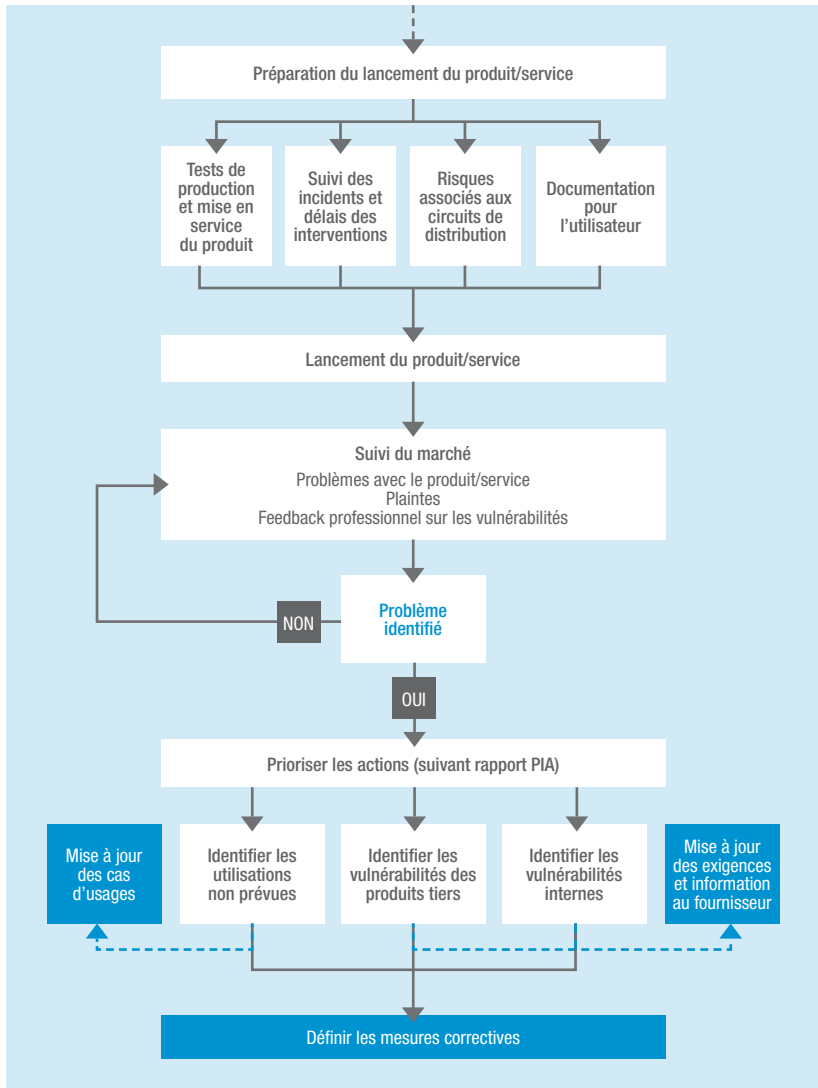 Préparation du lancement du produit/service
Tests de
production
et mise en
service
du produit
Suivi des
incidents et
délais des
interventions
Risques
associés aux
circuits de
distribution
Documentation
pour
l'utilisateur
Lancement du produit/service
Suivi du marché
Problèmes avec le produit/service
Plaintes
Feedback professionnel sur les vulnérabilités
Problème
identifié
NON
OUI
Prioriser les actions (suivant rapport PIA)
Mise à jour
des cas
d'usages
Identifier les
utilisations
non prévues
Identifier les
vulnérabilités des
produits tiers
Identifier les
vulnérabilités
internes
Mise à jour
des exigences
et information
au fournisseur
Définir les mesures correctives